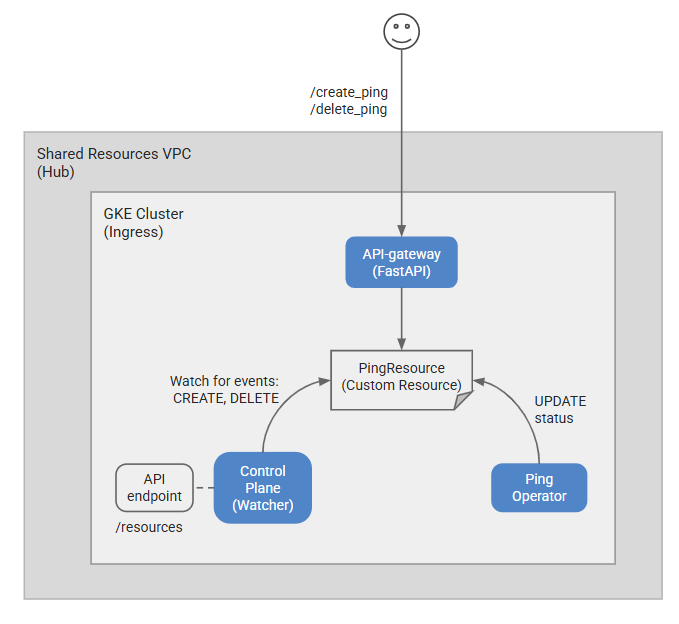 /create_ping
/delete_ping
Shared Resources VPC
(Hub)
GKE Cluster
(Ingress)
API-gateway
(FastAPI)
PingResource
(Custom Resource)
Watch for events:
CREATE, DELETE
UPDATE
status
API
endpoint
/resources
Control
Plane
(Watcher)
Ping
Operator